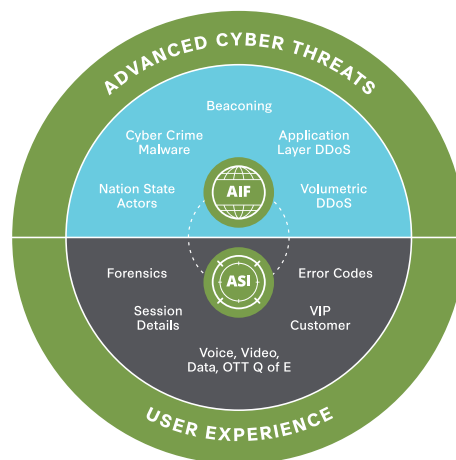 ADVANCED CYBER THREATS
Beaconing
Cyber Crime
Malware
Application
Layer DDoS
Nation State
Actors
Volumetric
DDoS
AIF
ASI
Forensics
Error Codes
Session
Details
VIP
Customer
Voice, Video,
Data, OTT Q of E
USER EXPERIENCE